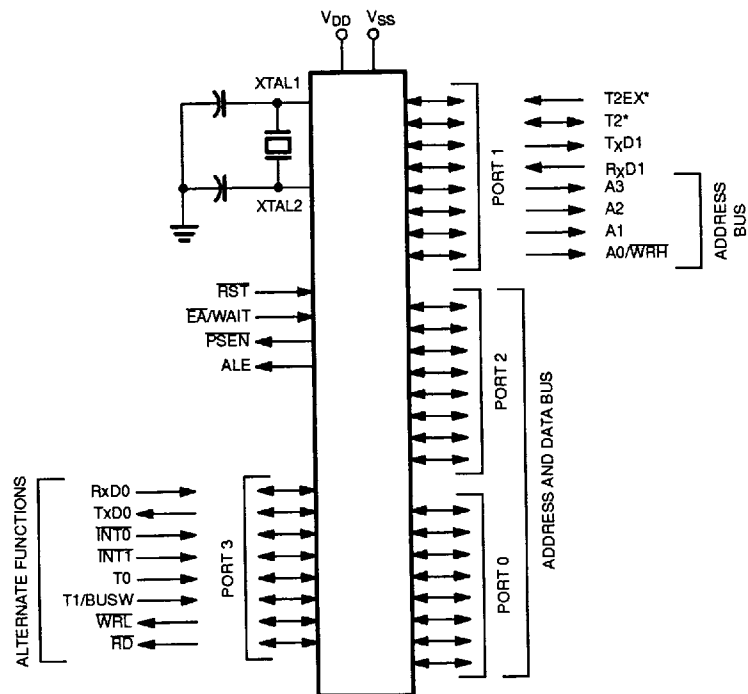 VDD VSS
XTAL1
XTAL2
RST
EA/WAIT
PSEN
ALE
ALTERNATE FUNCTIONS
RxD0
TxD0
INT0
INT1
T0
T1/BUSW
WRL
RD
PORT 3
PORT 1
T2EX*
T2*
TXD1
RXD1
A3
A2
A1
A0/WRH
ADDRESS
BUS
PORT 2
PORT 0
ADDRESS AND DATA BUS